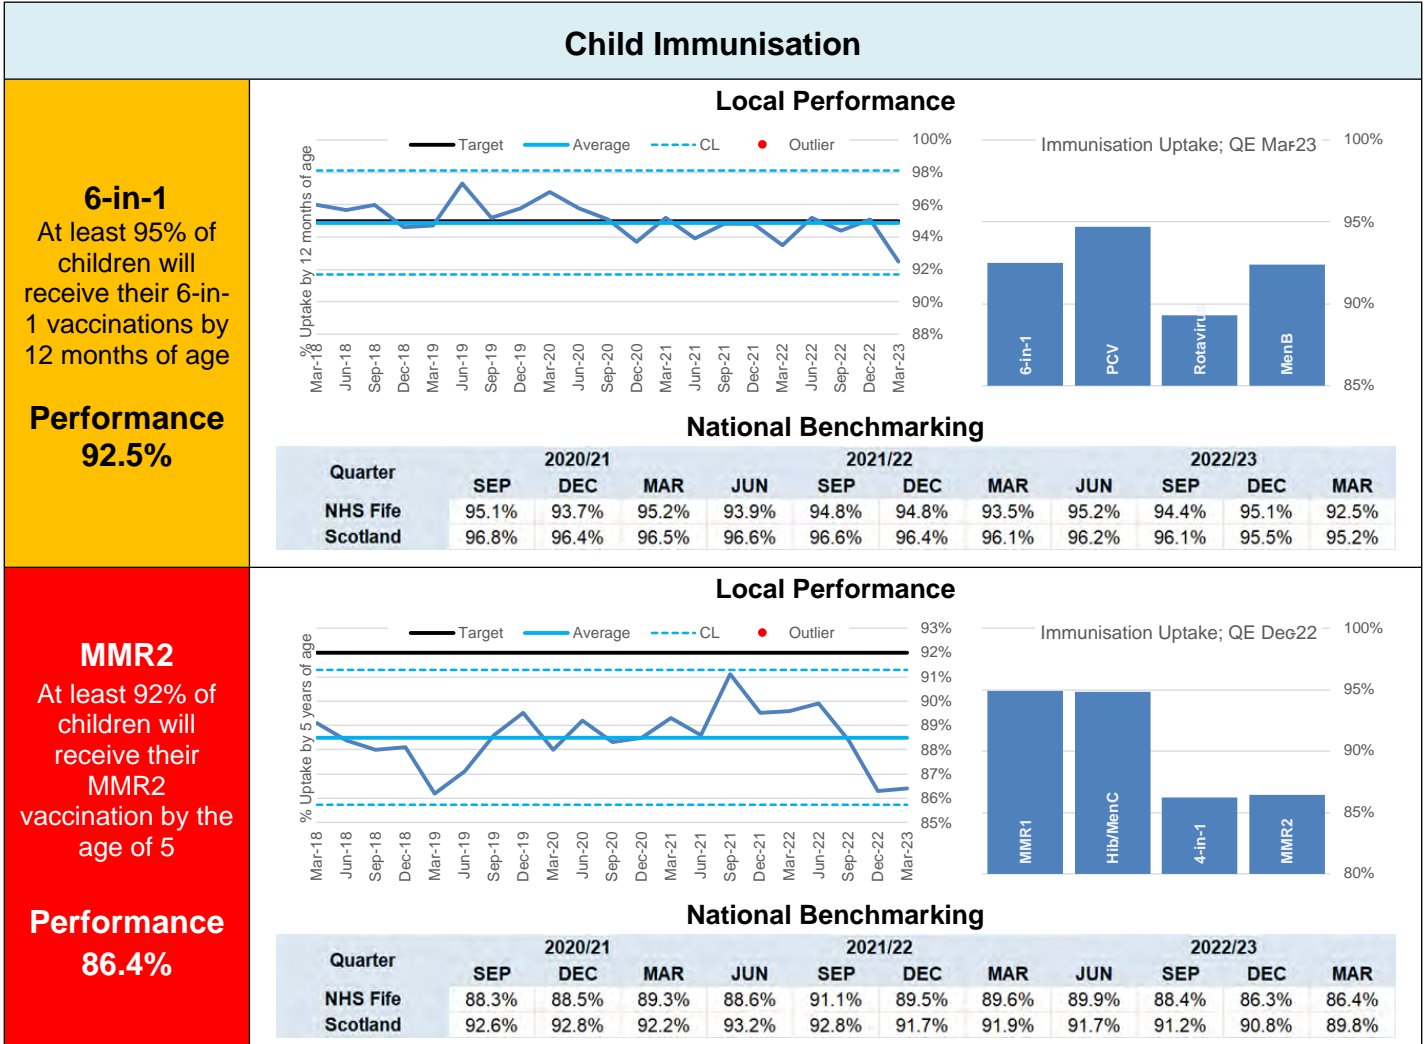 Child Immunisation
6-in-1
At least 95% of
children will
receive their 6-in-
1 vaccinations by
12 months of age
Performance
92.5%
Local Performance
Target Average CL Outlier
% Uptake by 12 months of age
100%
98%
96%
94%
92%
90%
88%
Mar-18 Jun-18 Sep-18 Dec-18 Mar-19 Jun-19 Sep-19 Dec-19 Mar-20 Jun-20 Sep-20 Dec-20 Mar-21 Jun-21 Sep-21 Dec-21 Mar-22 Jun-22 Sep-22 Dec-22 Mar-23
Immunisation Uptake; QE Mar-23
100%
95%
90%
85%
6-in-1 PCV Rotavirus MenB
National Benchmarking
Quarter 2020/21 2021/22 2022/23
SEP DEC MAR JUN SEP DEC MAR JUN SEP DEC MAR
NHS Fife 95.1% 93.7% 95.2% 93.9% 94.8% 94.8% 93.5% 95.2% 94.4% 95.1% 92.5%
Scotland 96.8% 96.4% 96.5% 96.6% 96.6% 96.4% 96.1% 96.2% 96.1% 95.5% 95.2%
MMR2
At least 92% of
children will
receive their
MMR2
vaccination by the
age of 5
Performance
86.4%
Local Performance
Target Average CL Outlier
% Uptake by 5 years of age
93%
92%
91%
90%
89%
88%
87%
86%
85%
Mar-18 Jun-18 Sep-18 Dec-18 Mar-19 Jun-19 Sep-19 Dec-19 Mar-20 Jun-20 Sep-20 Dec-20 Mar-21 Jun-21 Sep-21 Dec-21 Mar-22 Jun-22 Sep-22 Dec-22 Mar-23
Immunisation Uptake; QE Dec-22
100%
95%
90%
85%
80%
MMR1 Hib/MenC 4-in-1 MMR2
National Benchmarking
Quarter 2020/21 2021/22 2022/23
SEP DEC MAR JUN SEP DEC MAR JUN SEP DEC MAR
NHS Fife 88.3% 88.5% 89.3% 88.6% 91.1% 89.5% 89.6% 89.9% 88.4% 86.3% 86.4%
Scotland 92.6% 92.8% 92.2% 93.2% 92.8% 91.7% 91.9% 91.7% 91.2% 90.8% 89.8%